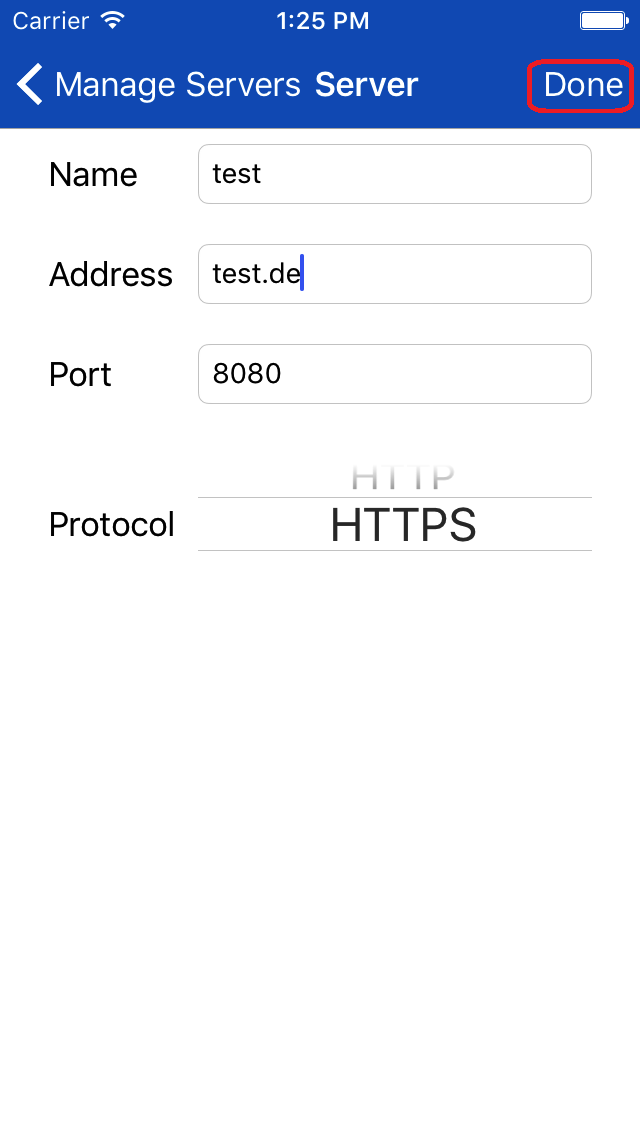 Carrier 1:25 PM
Manage Servers Server Done
Name test
Address test.de
Port 8080
HTTP
Protocol HTTPS